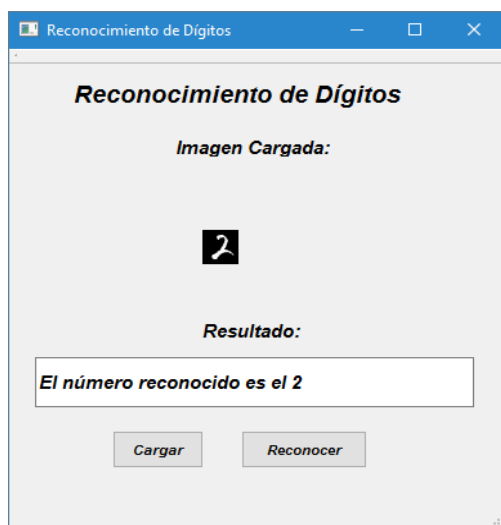 Reconocimiento de Dígitos
Reconocimiento de Dígitos
Imagen Cargada:
2
Resultado:
El número reconocido es el 2
Cargar Reconocer